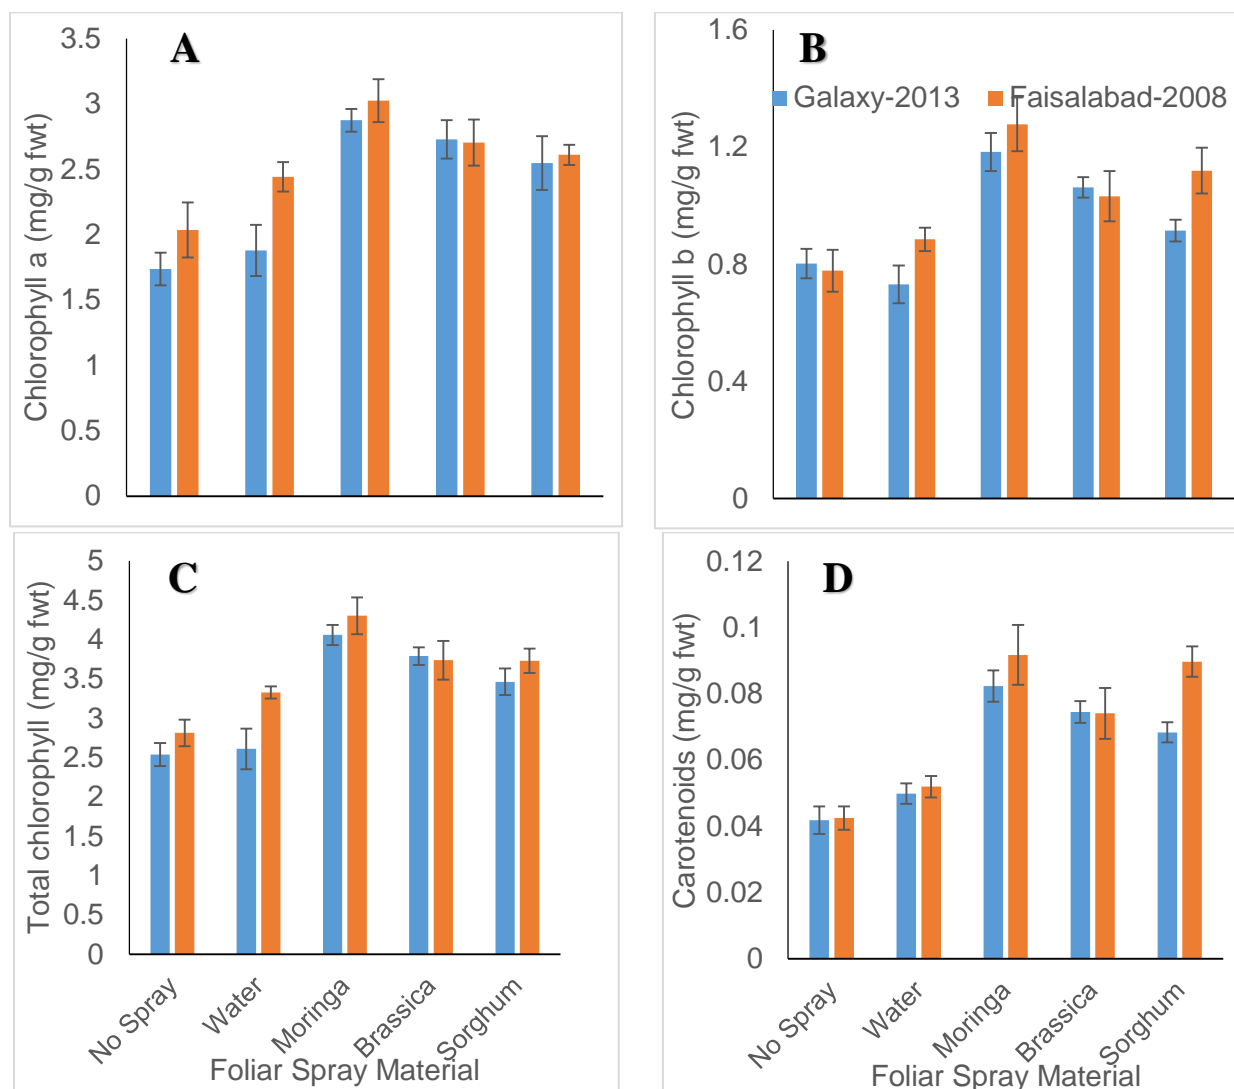 A
Chlorophyll a (mg/g fwt)
3.5
3
2.5
2
1.5
1
0.5
0
B
Galaxy-2013 Faisalabad-2008
Chlorophyll b (mg/g fwt)
1.6
1.2
0.8
0.4
0
C
Total chlorophyll (mg/g fwt)
5
4.5
4
3.5
3
2.5
2
1.5
1
0.5
0
No Spray
Water
Moringa
Brassica
Sorghum
Foliar Spray Material
D
Carotenoids (mg/g fwt)
0.12
0.1
0.08
0.06
0.04
0.02
0
No Spray
Water
Moringa
Brassica
Sorghum
Foliar Spray Material